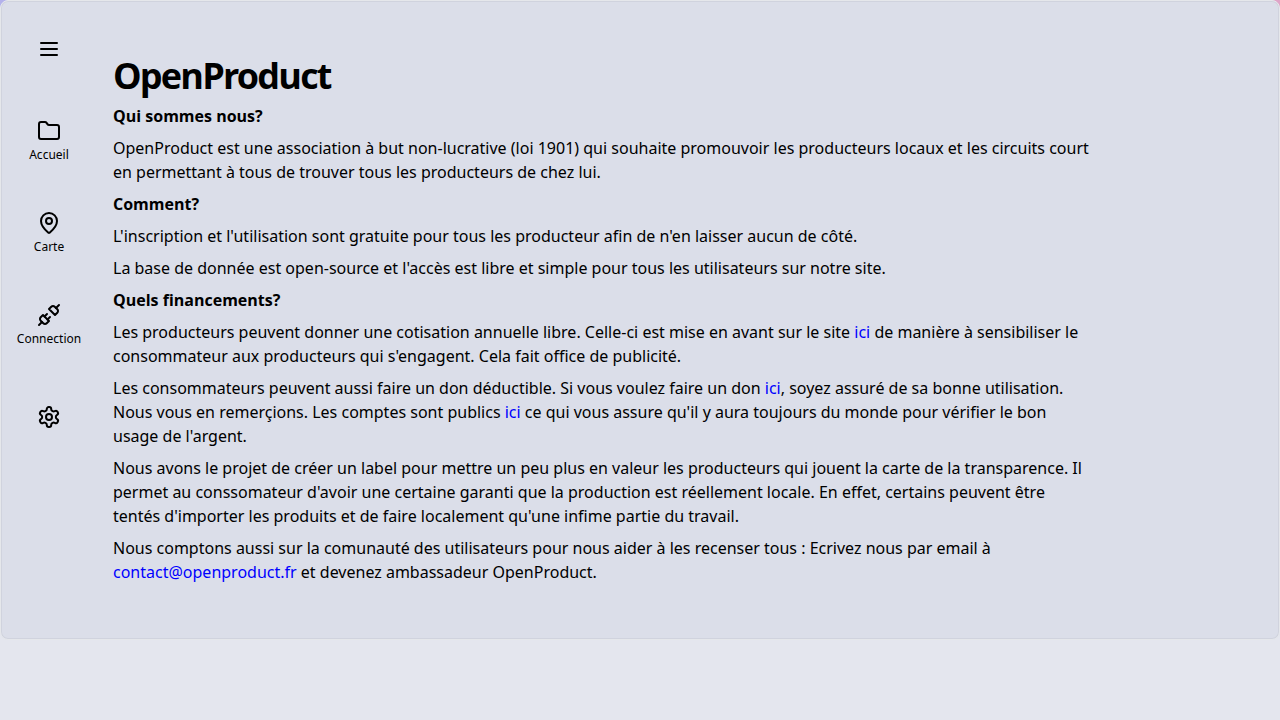 OpenProduct
Qui sommes nous?
OpenProduct est une association à but non-lucrative (loi 1901) qui souhaite promouvoir les producteurs locaux et les circuits court
en permettant à tous de trouver tous les producteurs de chez lui.
Comment?
L'inscription et l'utilisation sont gratuite pour tous les producteur afin de n'en laisser aucun de côté.
La base de donnée est open-source et l'accès est libre et simple pour tous les utilisateurs sur notre site.
Quels financements?
Les producteurs peuvent donner une cotisation annuelle libre. Celle-ci est mise en avant sur le site ici de manière à sensibiliser le
consommateur aux producteurs qui s'engagent. Cela fait office de publicité.
Les consommateurs peuvent aussi faire un don déductible. Si vous voulez faire un don ici, soyez assuré de sa bonne utilisation.
Nous vous en remerçions. Les comptes sont publics ici ce qui vous assure qu'il y aura toujours du monde pour vérifier le bon
usage de l'argent.
Nous avons le projet de créer un label pour mettre un peu plus en valeur les producteurs qui jouent la carte de la transparence. Il
permet au conssomateur d'avoir une certaine garanti que la production est réellement locale. En effet, certains peuvent être
tentés d'importer les produits et de faire localement qu'une infime partie du travail.
Nous comptons aussi sur la comunauté des utilisateurs pour nous aider à les recenser tous : Ecrivez nous par email à
contact@openproduct.fr et devenez ambassadeur OpenProduct.
Accueil
Carte
Connection